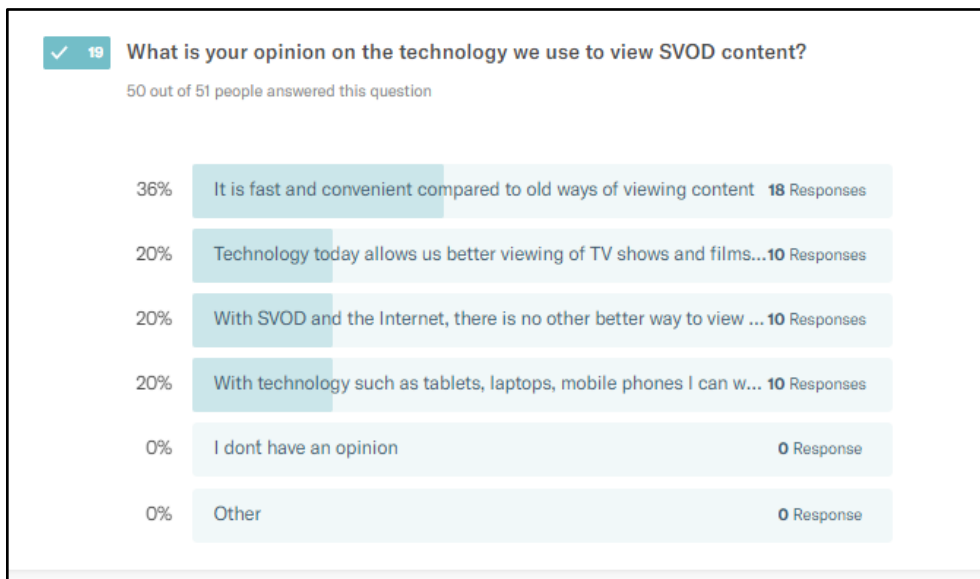 19 What is your opinion on the technology we use to view SVOD content?
50 out of 51 people answered this question
36% It is fast and convenient compared to old ways of viewing content 18 Responses
20% Technology today allows us better viewing of TV shows and films...10 Responses
20% With SVOD and the Internet, there is no other better way to view ... 10 Responses
20% With technology such as tablets, laptops, mobile phones I can w... 10 Responses
0% I dont have an opinion 0 Response
0% Other 0 Response